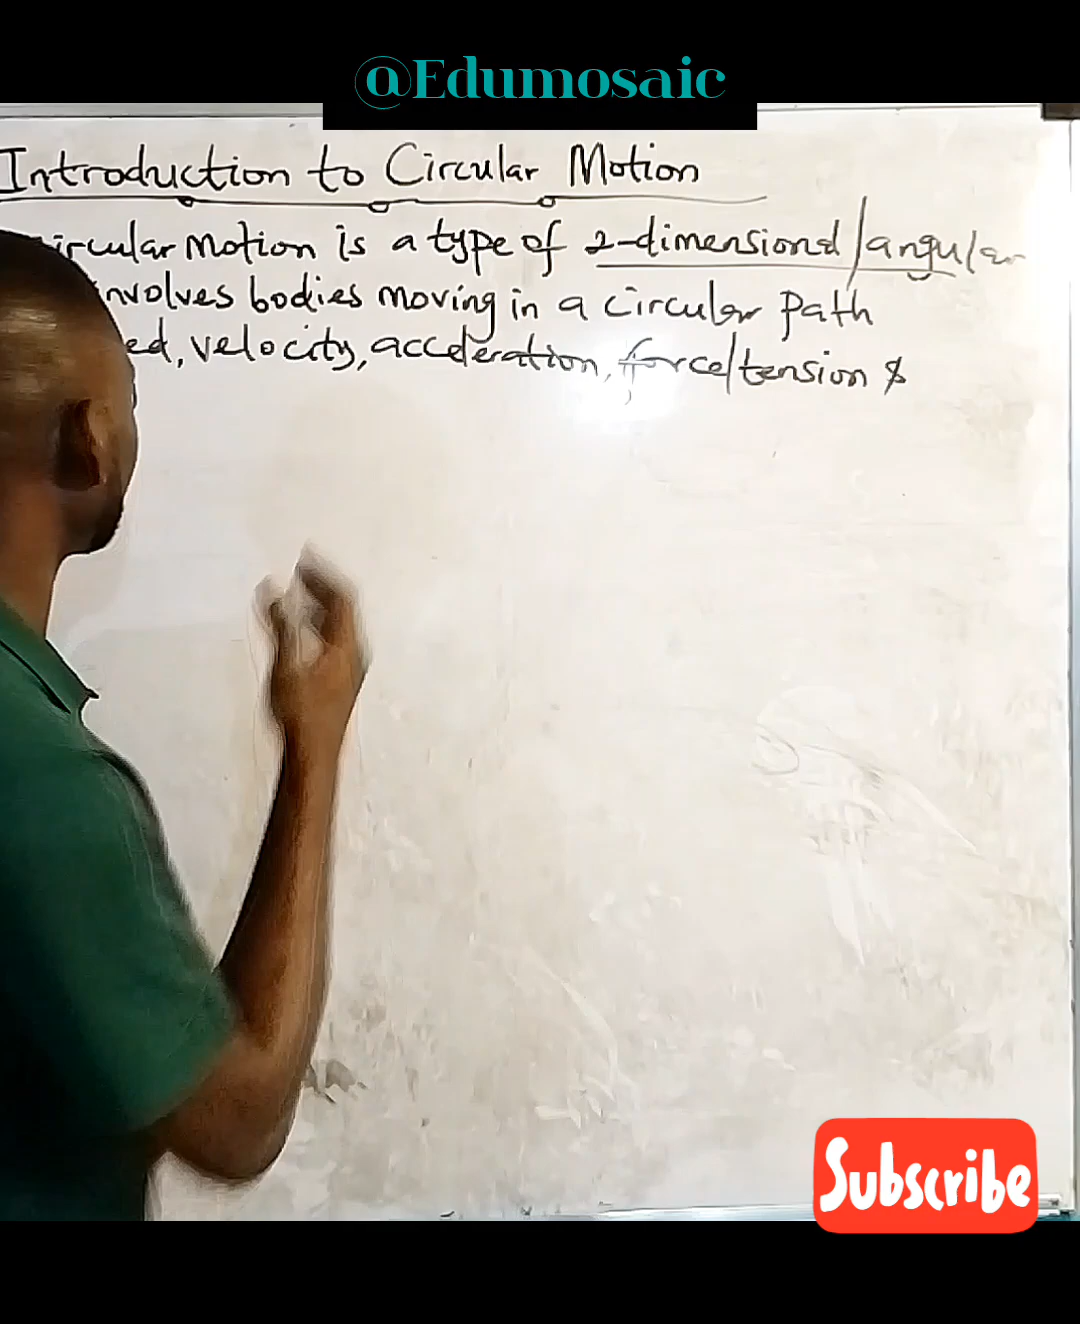 @Edumosaic
Introduction to Circular Motion
ircular Motion is a type of 2-dimensional/angular
nvolves bodies moving in a circular path
ed, velocity, acceleration, force/tension &
Subscribe